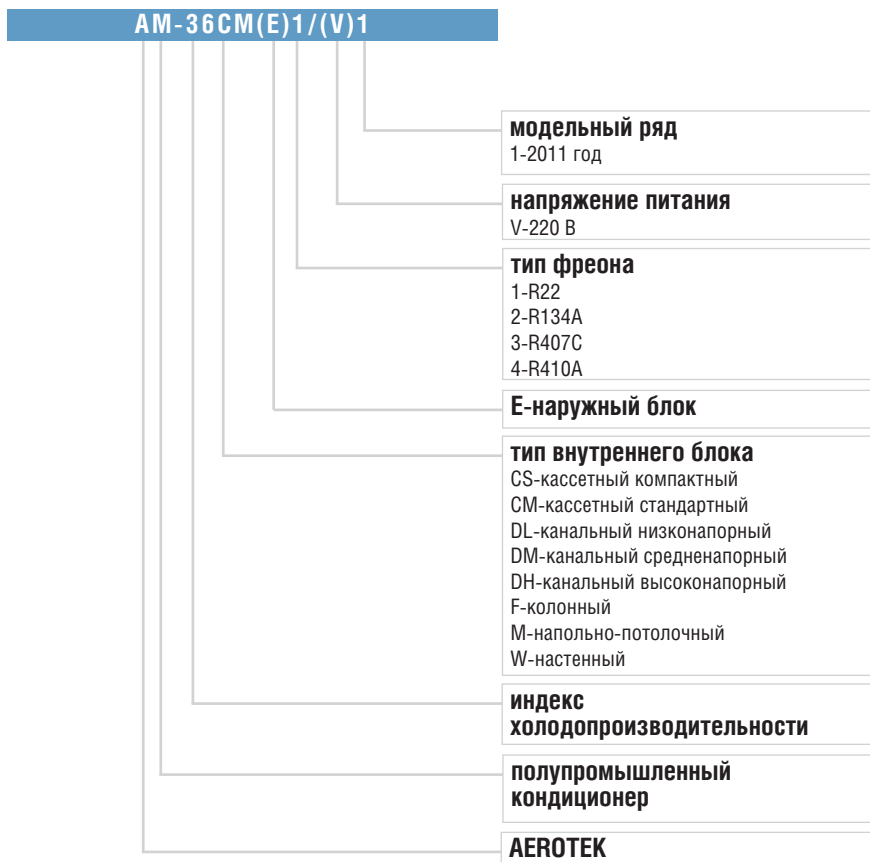 AM-36CM(E)1/(V)1
модельный ряд
1-2011 год
напряжение питания
V-220 В
тип фреона
1-R22
2-R134A
3-R407C
4-R410A
Е-наружный блок
тип внутреннего блока
CS-кассетный компактный
CM-кассетный стандартный
DL-канальный низконапорный
DM-канальный средненапорный
DH-канальный высоконапорный
F-колонный
M-напольно-потолочный
W-настенный
индекс
холодопроизводительности
полупромышленный
кондиционер
AEROTEK